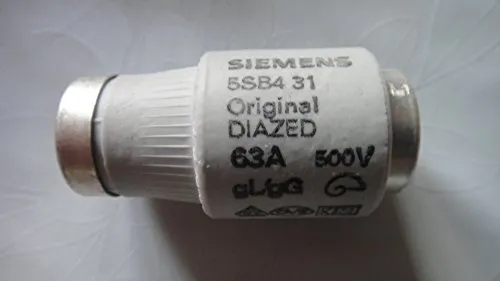 SIEMENS
5SB4 31
Original
DIAZED
63A 500V
gL/gG